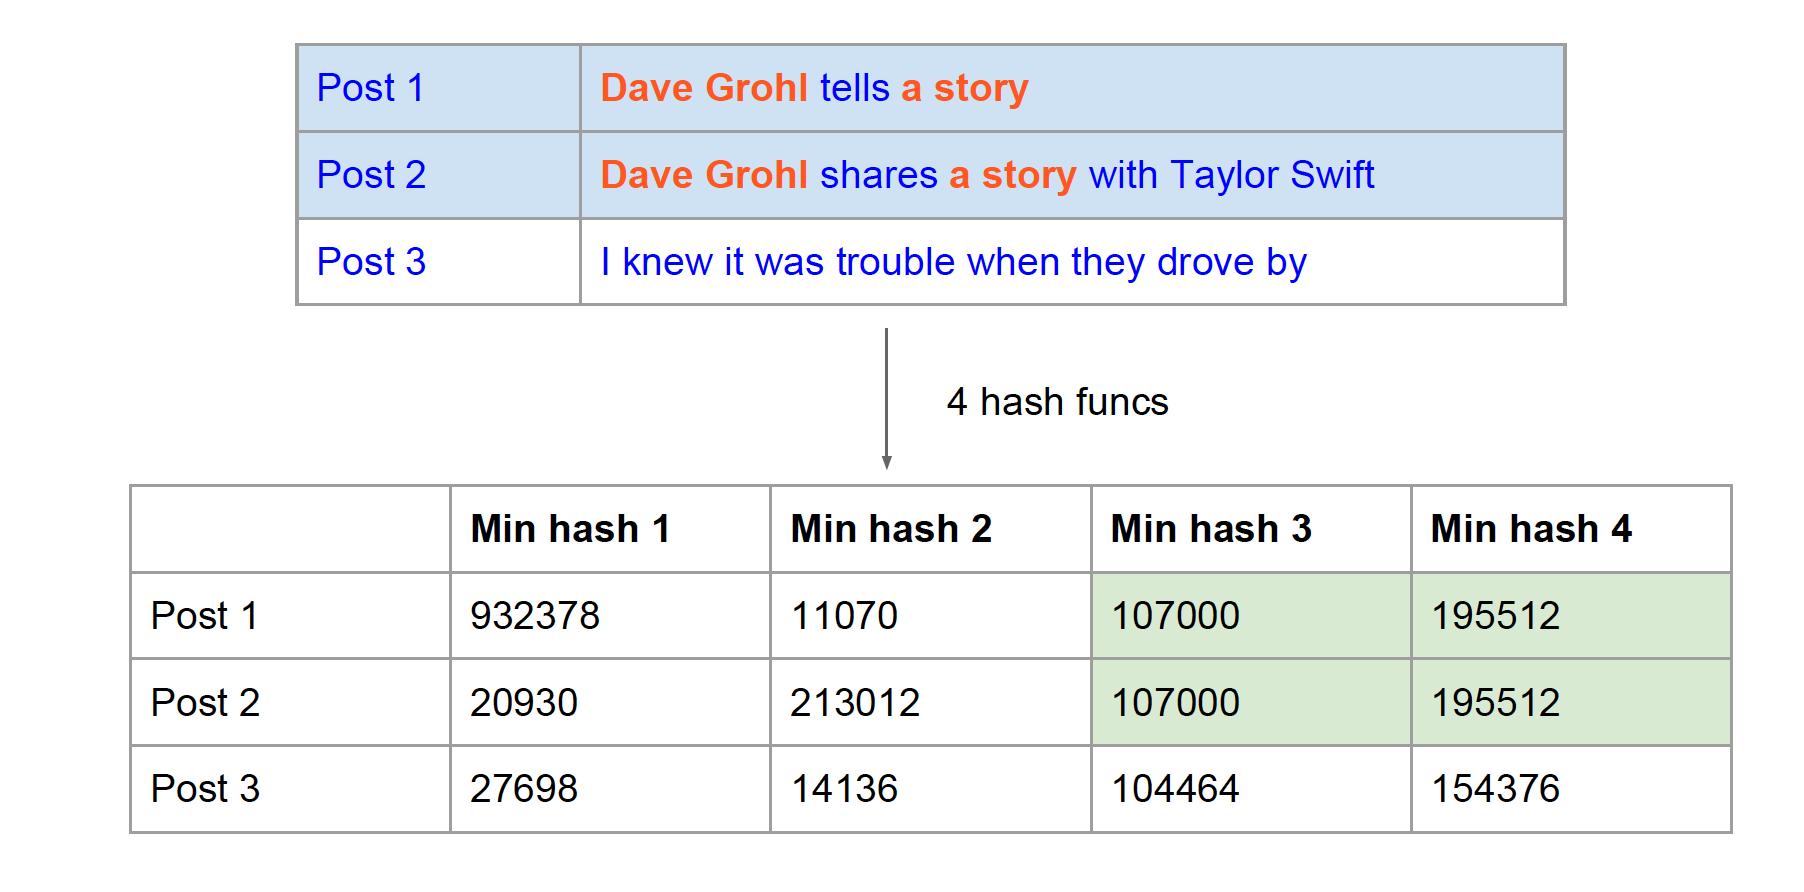 Post 1 Dave Grohl tells a story
Post 2 Dave Grohl shares a story with Taylor Swift
Post 3 I knew it was trouble when they drove by
4 hash funcs
Min hash 1 Min hash 2 Min hash 3 Min hash 4
Post 1 932378 11070 107000 195512
Post 2 20930 213012 107000 195512
Post 3 27698 14136 104464 154376